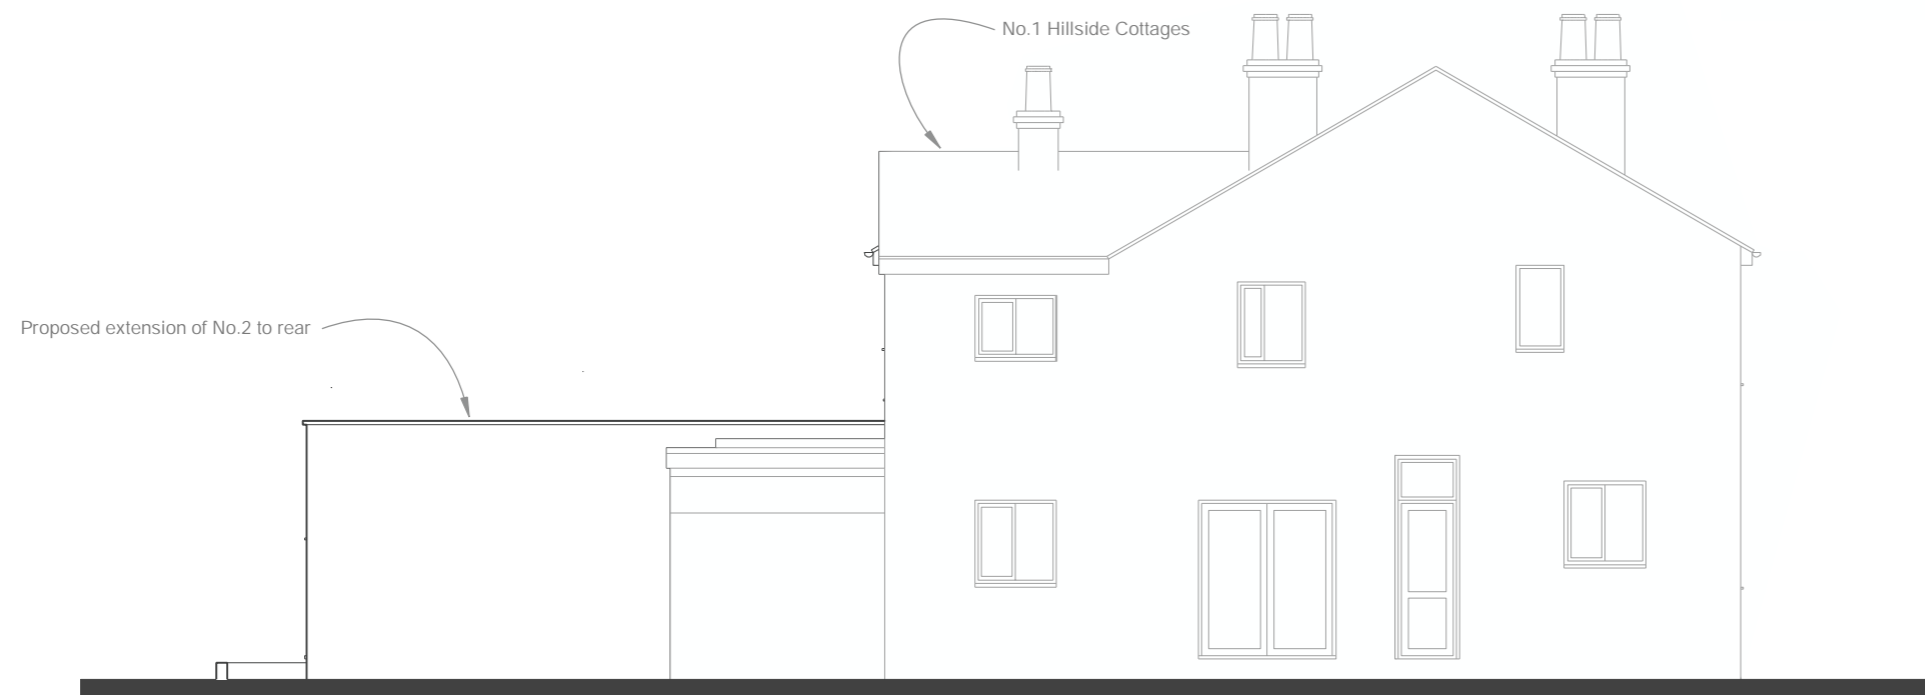 No.1 Hillside Cottages
Proposed extension of No.2 to rear